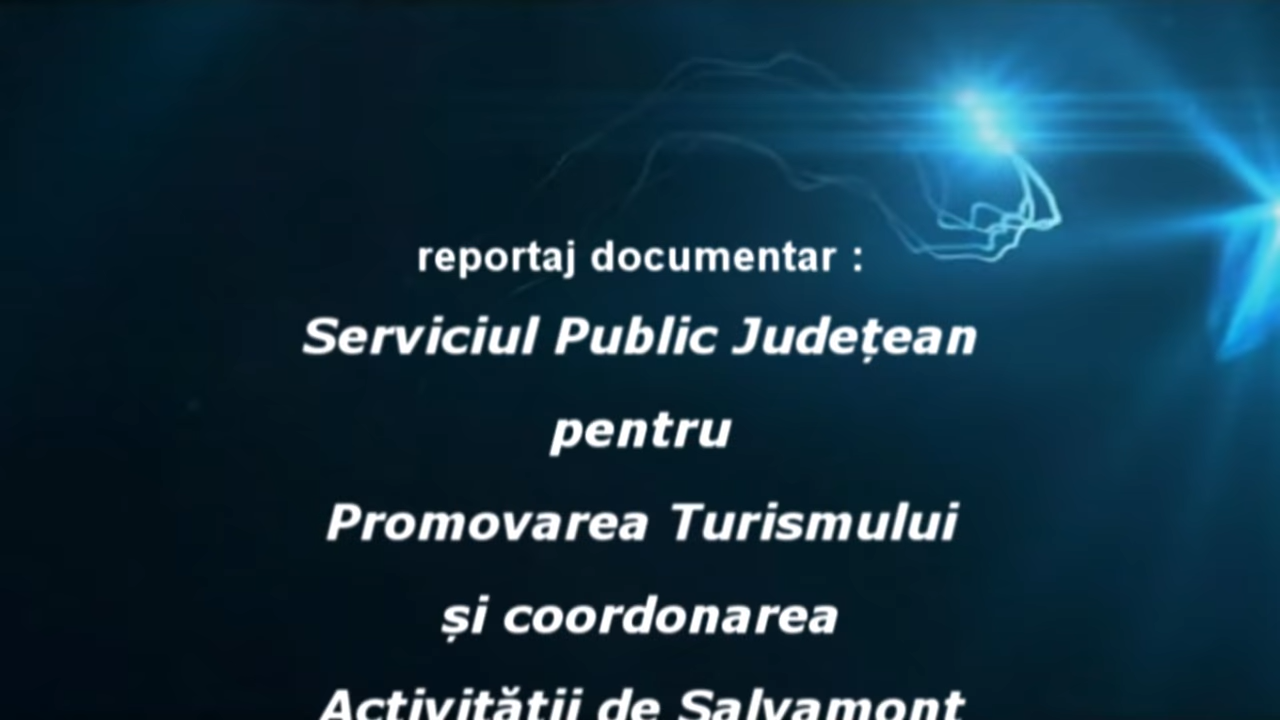 reportaj documentar :
Serviciul Public Județean
pentru
Promovarea Turismului
și coordonarea
Activității de Salvamont